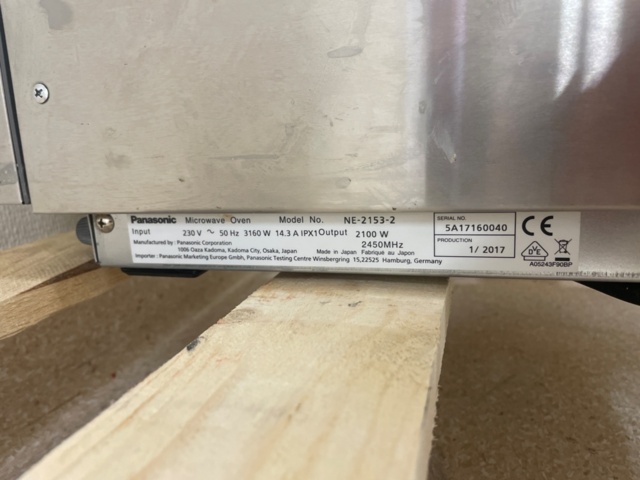 Panasonic Microwave Oven Model No. NE-2153-2
Input 230 V ~ 50 Hz 3160 W 14.3 A IPX1 Output 2100 W
2450MHz
Manufactured by : Panasonic Corporation
1006 Oaza Kadoma, Kadoma City, Osaka, Japan
Made in Japan Fabriqué au Japon
Importer : Panasonic Marketing Europe GmbH, Panasonic Testing Centre Winsbergring 15,22525 Hamburg, Germany
SERIAL NO.
5A17160040
PRODUCTION
1/ 2017
CE
VDE
A05243F90BP